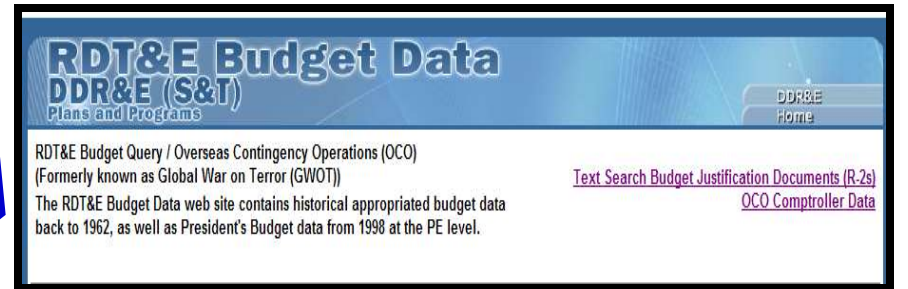 RDT&E Budget Data
DDR&E (S&T)
Plans and Programs
DDR&E
Home
RDT&E Budget Query / Overseas Contingency Operations (OCO)
(Formerly known as Global War on Terror (GWOT))
The RDT&E Budget Data web site contains historical appropriated budget data
back to 1962, as well as President's Budget data from 1998 at the PE level.
Text Search Budget Justification Documents (R-2s)
OCO Comptroller Data